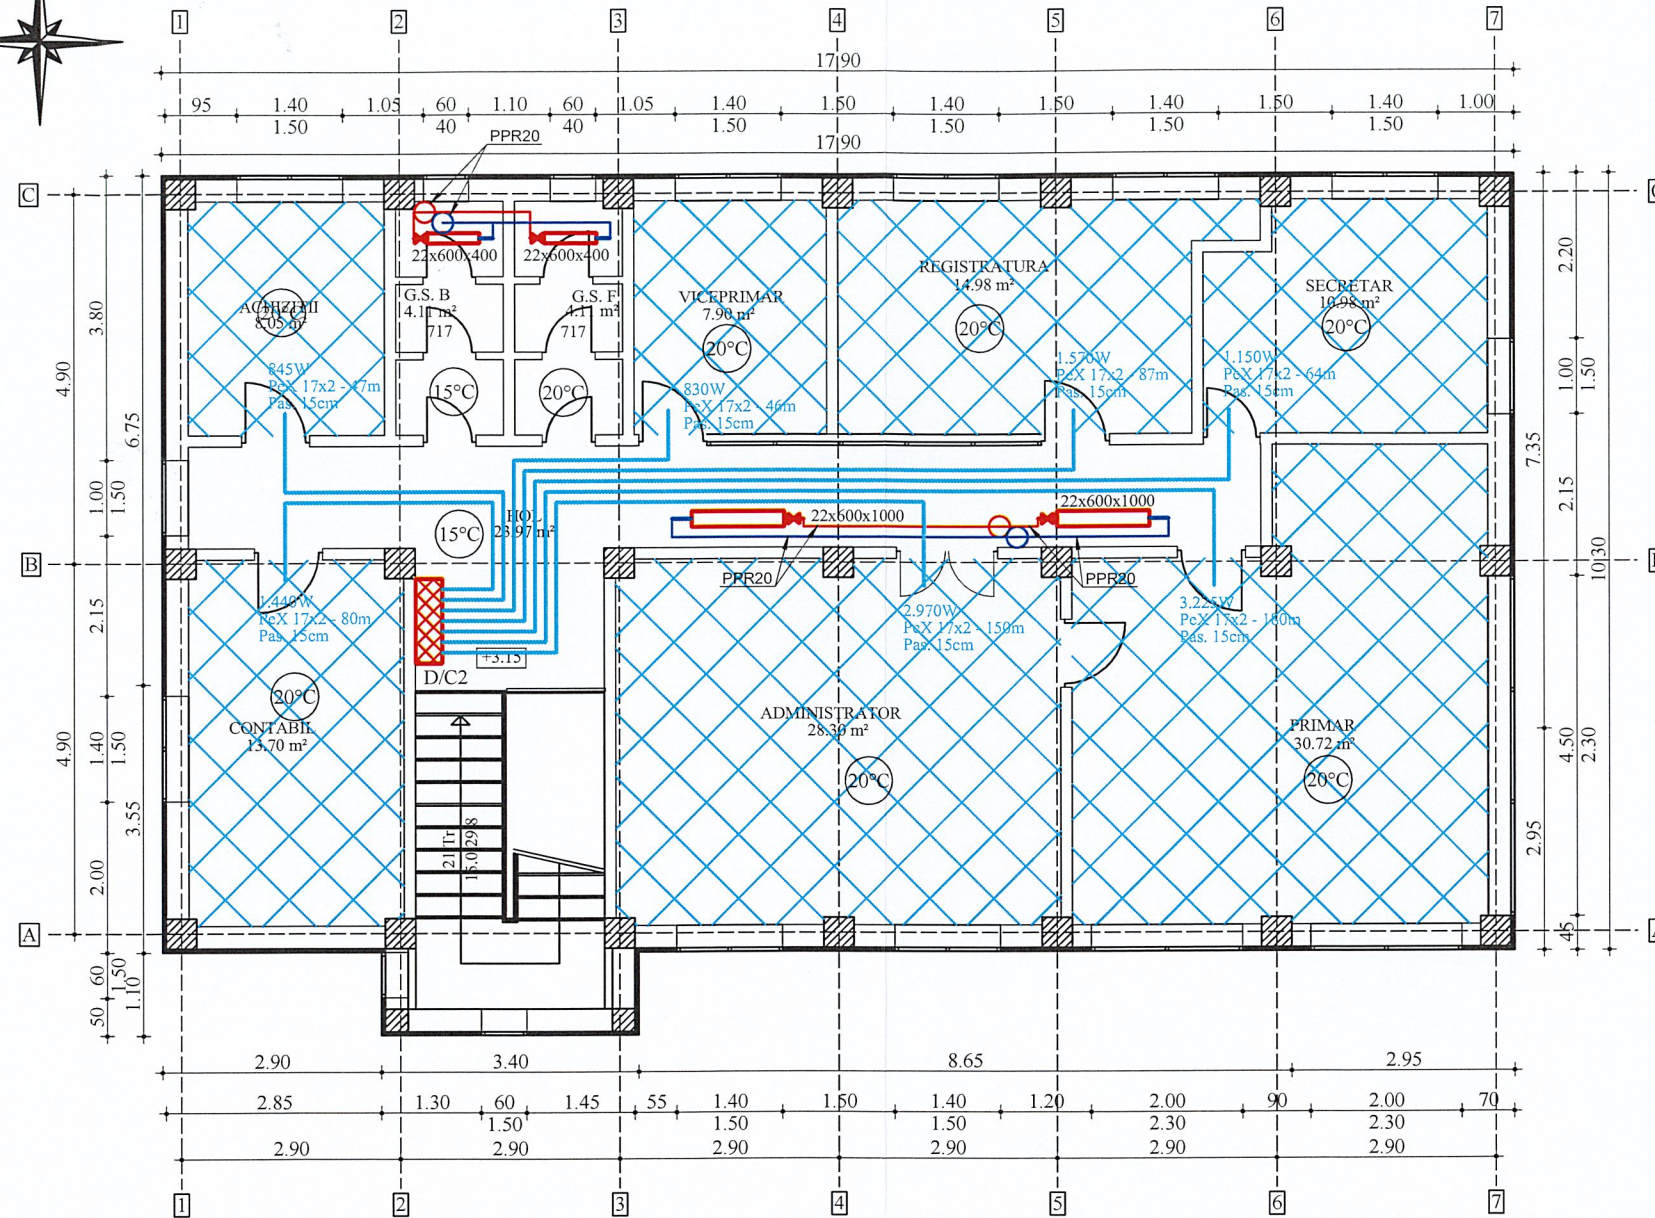 1 2 3 4 5 6 7
17.90
95 1.40 1.05 60 1.10 60 1.05 1.40 1.50 1.40 1.50 1.40 1.50 1.40 1.00
1.50 40 40 1.50 1.50 1.50 1.50
PPR20
17.90
C
22x600x400 22x600x400
REGISTRATURA
14.98 m²
SECRETAR
10.98 m²
20°C
G.S. B
4.11 m²
717
G.S. F
4.11 m²
717
VICEPRIMAR
7.90 m²
20°C
20°C
ACHIZITII
8.05 m²
20°C
15°C
20°C
845W
PeX 17x2 - 47m
Pas. 15cm
830W
PeX 17x2 - 46m
Pas. 15cm
1.570W
PeX 17x2 - 87m
Pas. 15cm
1.150W
PeX 17x2 - 64m
Pas. 15cm
3.80
4.90
6.75
1.00
1.50
2.20
1.00
1.50
7.35
2.15
10.30
HOL
23.97 m²
15°C
22x600x1000
22x600x1000
PPR20
PPR20
B
1.440W
PeX 17x2 - 80m
Pas. 15cm
2.970W
PeX 17x2 - 150m
Pas. 15cm
3.225W
PeX 17x2 - 180m
Pas. 15cm
+3.15
D/C2
20°C
CONTABIL
13.70 m²
ADMINISTRATOR
28.30 m²
20°C
PRIMAR
30.72 m²
20°C
21 Tr
2.15
4.90
1.40
1.50
3.55
2.00
4.50
2.30
2.95
45
A
60
1.50
1.10
50
2.90 3.40 8.65 2.95
2.85 1.30 60 1.45 55 1.40 1.50 1.40 1.20 2.00 90 2.00 70
1.50 1.50 1.50 2.30 2.30
2.90 2.90 2.90 2.90 2.90 2.90
1 2 3 4 5 6 7